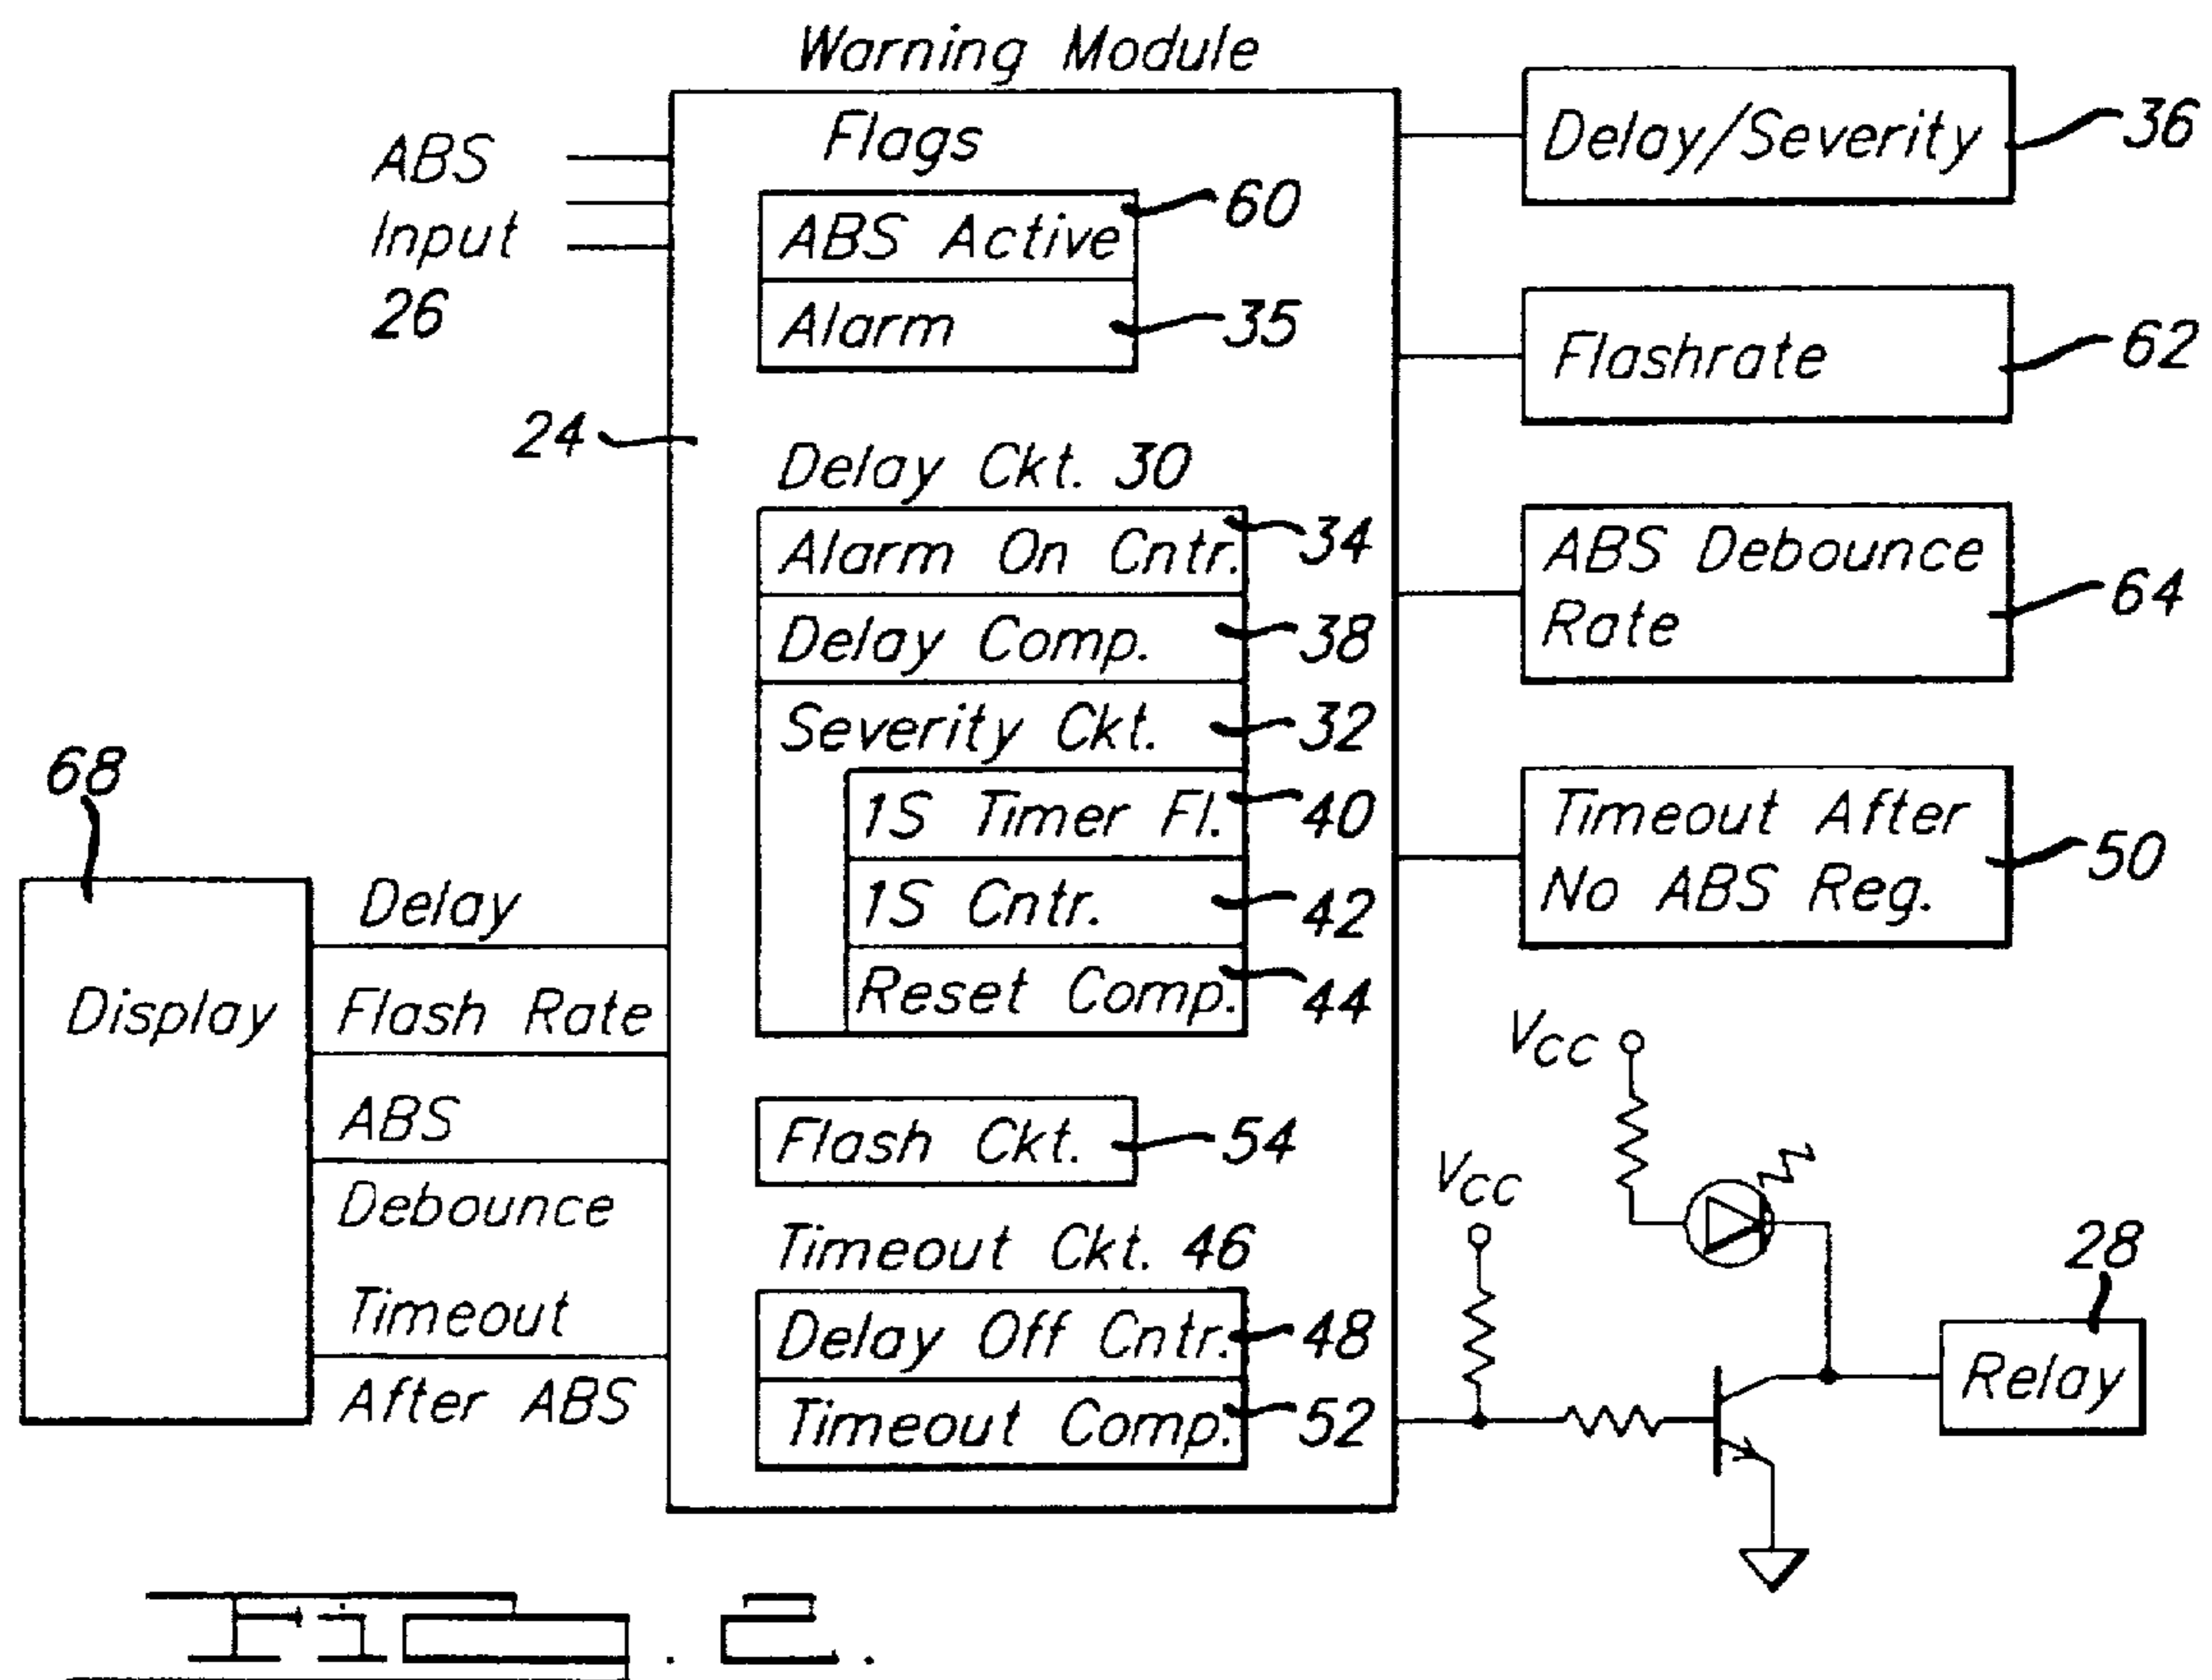 Warning Module
ABS
Input
26
24
Flags
ABS Active 60
Alarm 35
Delay Ckt. 30
Alarm On Cntr. 34
Delay Comp. 38
Severity Ckt. 32
1S Timer Fl. 40
1S Cntr. 42
Reset Comp. 44
Flash Ckt. 54
Timeout Ckt. 46
Delay Off Cntr. 48
Timeout Comp. 52
Delay/Severity 36
Flashrate 62
ABS Debounce
Rate
64
Timeout After
No ABS Reg.
50
68
Display
Delay
Flash Rate
ABS
Debounce
Timeout
After ABS
VCC
VCC
28
Relay
Fig. 2.